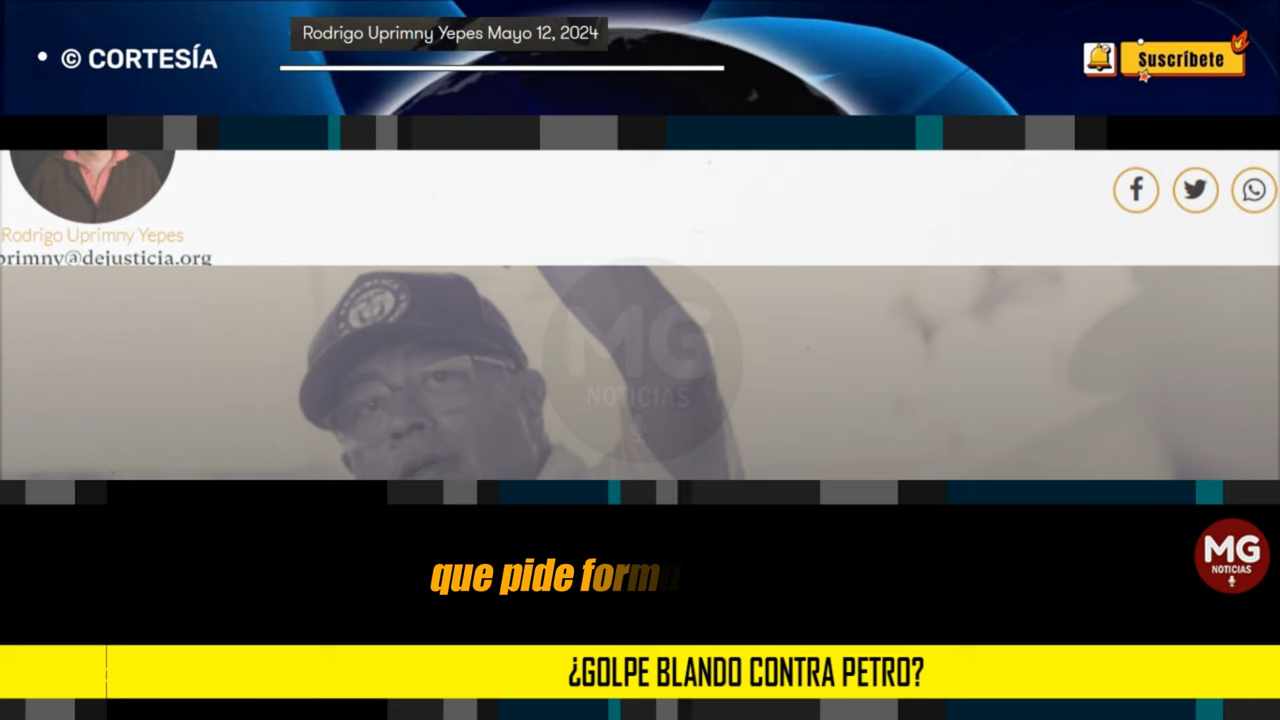 Rodrigo Uprimny Yepes Mayo 12, 2024
• © CORTESÍA
Suscríbete
Rodrigo Uprimny Yepes
primny@dejusticia.org
MG
NOTICIAS
que pide form
MG
NOTICIAS
¿GOLPE BLANDO CONTRA PETRO?